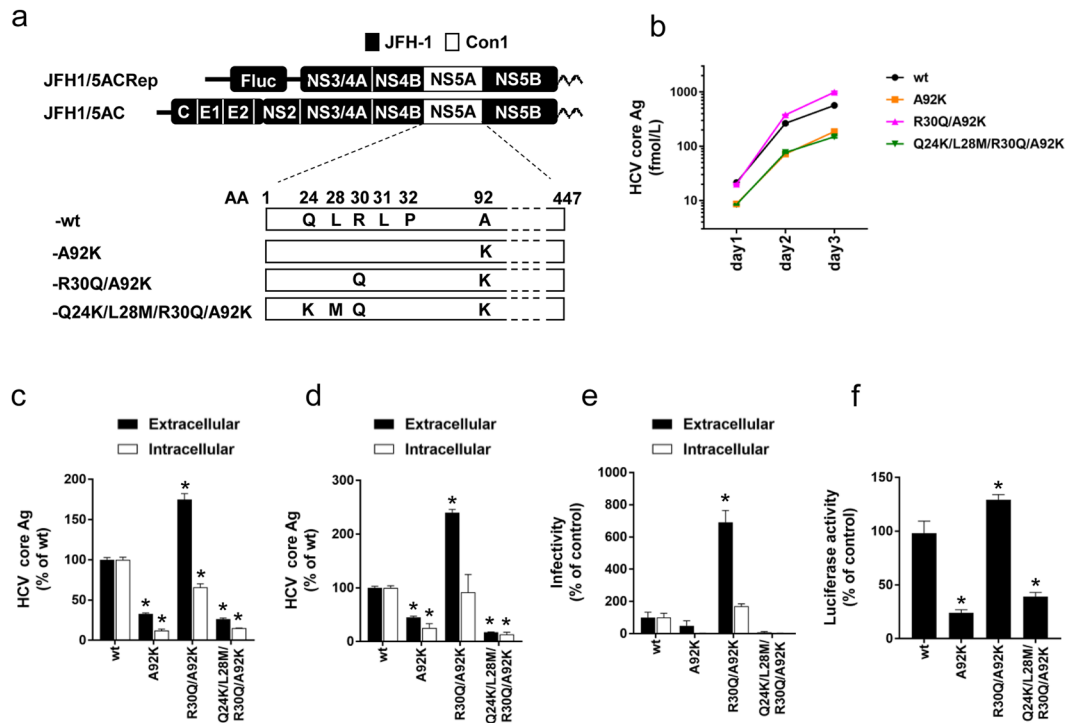 a
JFH-1 Con1
JFH1/5ACRep
Fluc NS3/4A NS4B NS5A NS5B
JFH1/5AC
C E1 E2 NS2 NS3/4A NS4B NS5A NS5B
AA 1 24 28 30 31 32 92 447
-wt Q L R L P A
-A92K K
-R30Q/A92K Q K
-Q24K/L28M/R30Q/A92K K M Q K
b
HCV core Ag
(fmol/L)
1000
100
10
day1
day2
day3
wt
A92K
R30Q/A92K
Q24K/L28M/R30Q/A92K
c
Extracellular
Intracellular
HCV core Ag
(% of wt)
200
150
100
50
0
* * * * * *
wt
A92K
R30Q/A92K
Q24K/L28M/
R30Q/A92K
d
Extracellular
Intracellular
HCV core Ag
(% of wt)
300
200
100
0
* * * * *
wt
A92K
R30Q/A92K
Q24K/L28M/
R30Q/A92K
e
Extracellular
Intracellular
Infectivity
(% of control)
1000
800
600
400
200
0
*
wt
A92K
R30Q/A92K
Q24K/L28M/
R30Q/A92K
f
Luciferase activity
(% of control)
150
100
50
0
* * *
wt
A92K
R30Q/A92K
Q24K/L28M/
R30Q/A92K